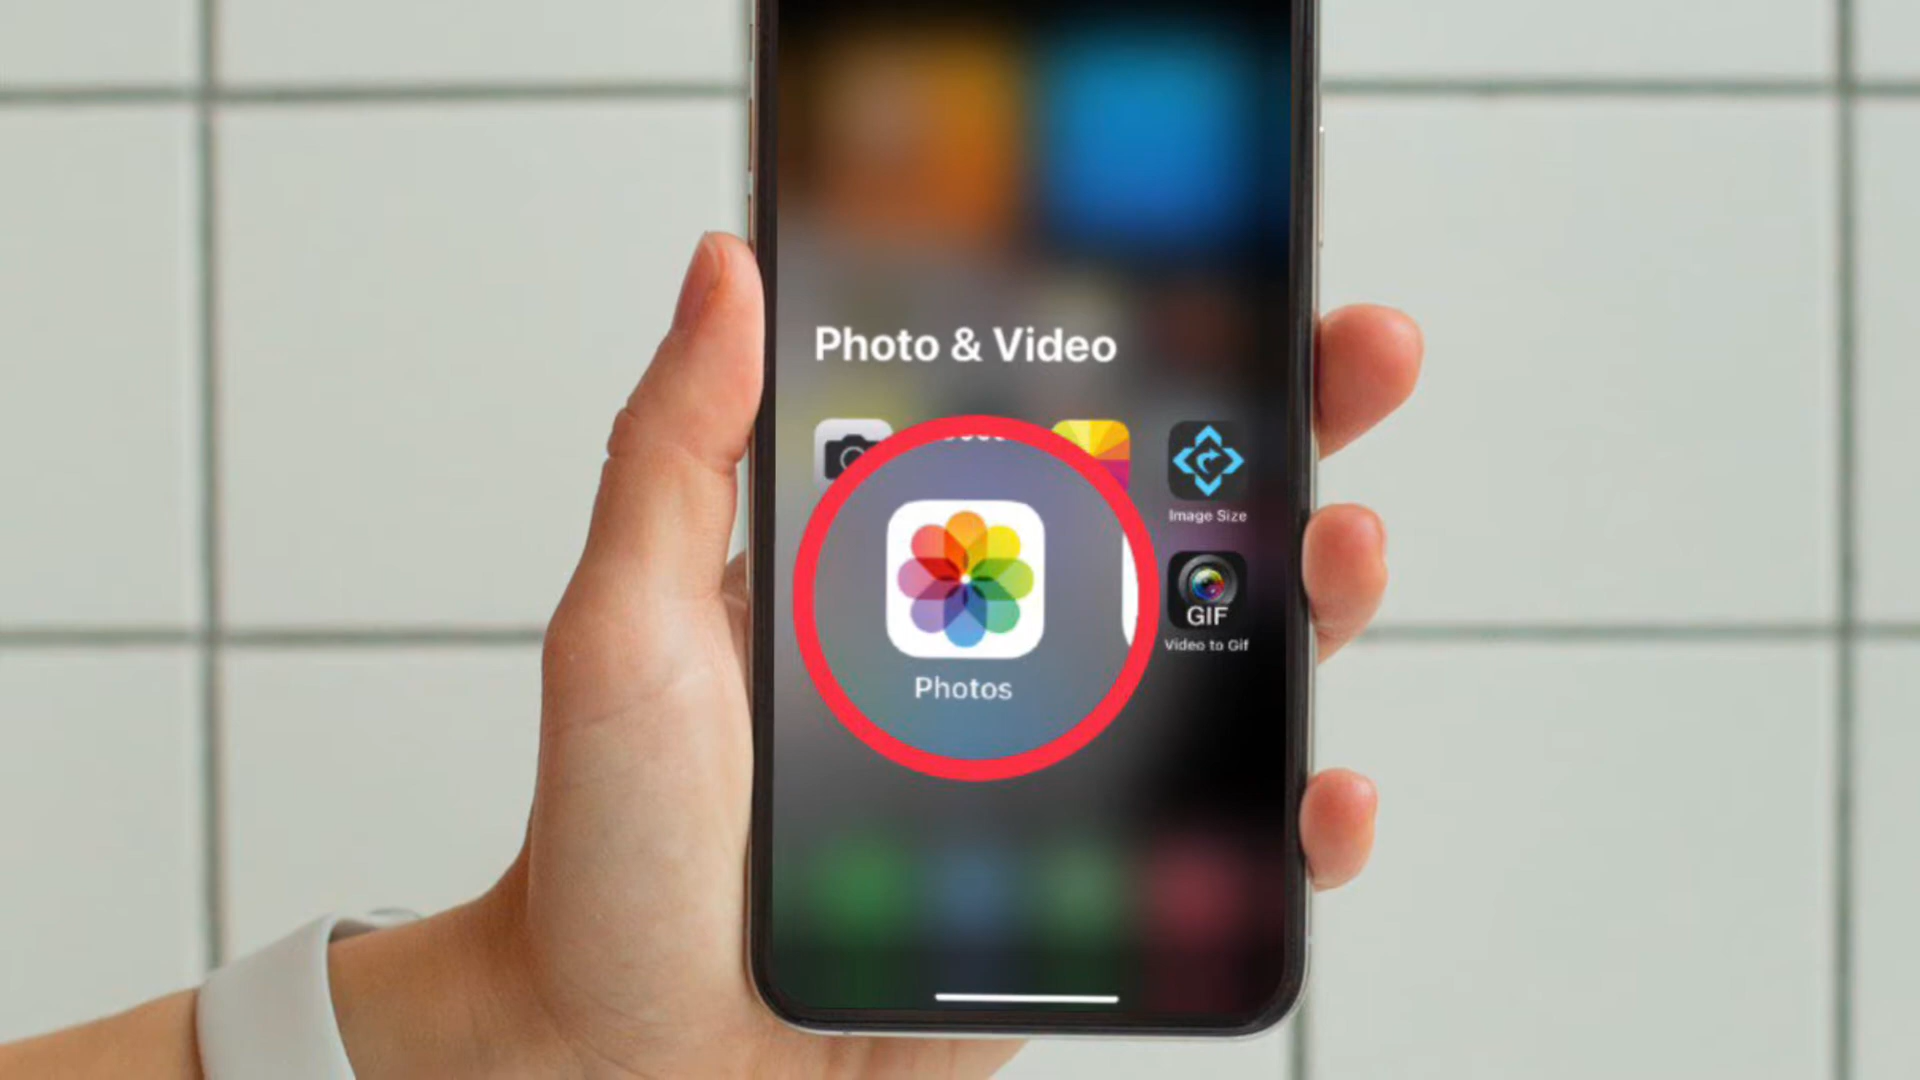 Photo & Video
Image Size
GIF
Video to Gif
Photos